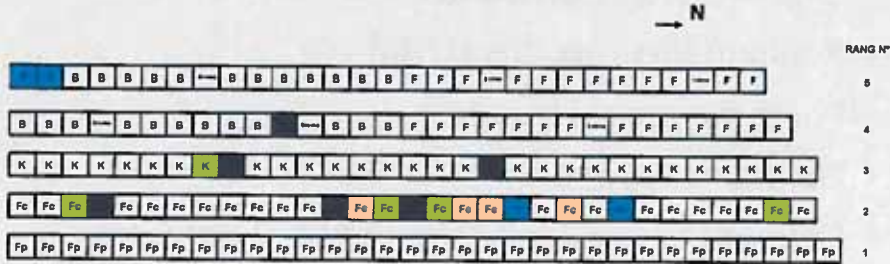 N
RANG N°
B B B B B B B B B B B B F F F F F F F F F F F F 5
B B B B B B B B B Borne B B B F F F F F F F F F F F F F F 4
K K K K K K K K K K K K K K K K K K K K K K K K K K K K K 3
Fc Fc Fc Fc Fc Fc Fc Fc Fc Fc Fc Fc Fc Fc Fc Fc Fc Fc Fc Fc Fc Fc Fc Fc Fc Fc 2
Fp Fp Fp Fp Fp Fp Fp Fp Fp Fp Fp Fp Fp Fp Fp Fp Fp Fp Fp Fp Fp Fp Fp Fp Fp Fp Fp Fp Fp Fp Fp Fp 1